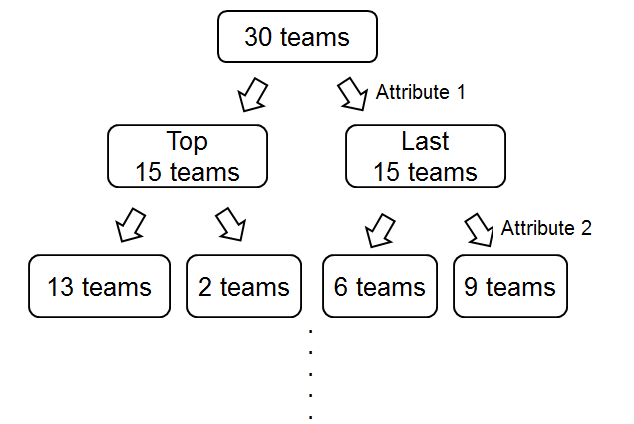 30 teams
Attribute 1
Top
15 teams
Last
15 teams
Attribute 2
13 teams
2 teams
6 teams
9 teams